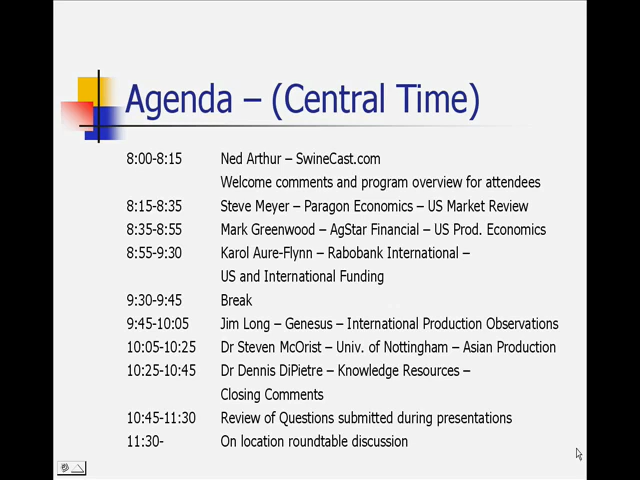 Agenda – (Central Time)
8:00-8:15 Ned Arthur – SwineCast.com
Welcome comments and program overview for attendees
8:15-8:35 Steve Meyer – Paragon Economics – US Market Review
8:35-8:55 Mark Greenwood – AgStar Financial – US Prod. Economics
8:55-9:30 Karol Aure-Flynn – Rabobank International –
US and International Funding
9:30-9:45 Break
9:45-10:05 Jim Long – Genesus – International Production Observations
10:05-10:25 Dr Steven McOrist – Univ. of Nottingham – Asian Production
10:25-10:45 Dr Dennis DiPietre – Knowledge Resources –
Closing Comments
10:45-11:30 Review of Questions submitted during presentations
11:30- On location roundtable discussion